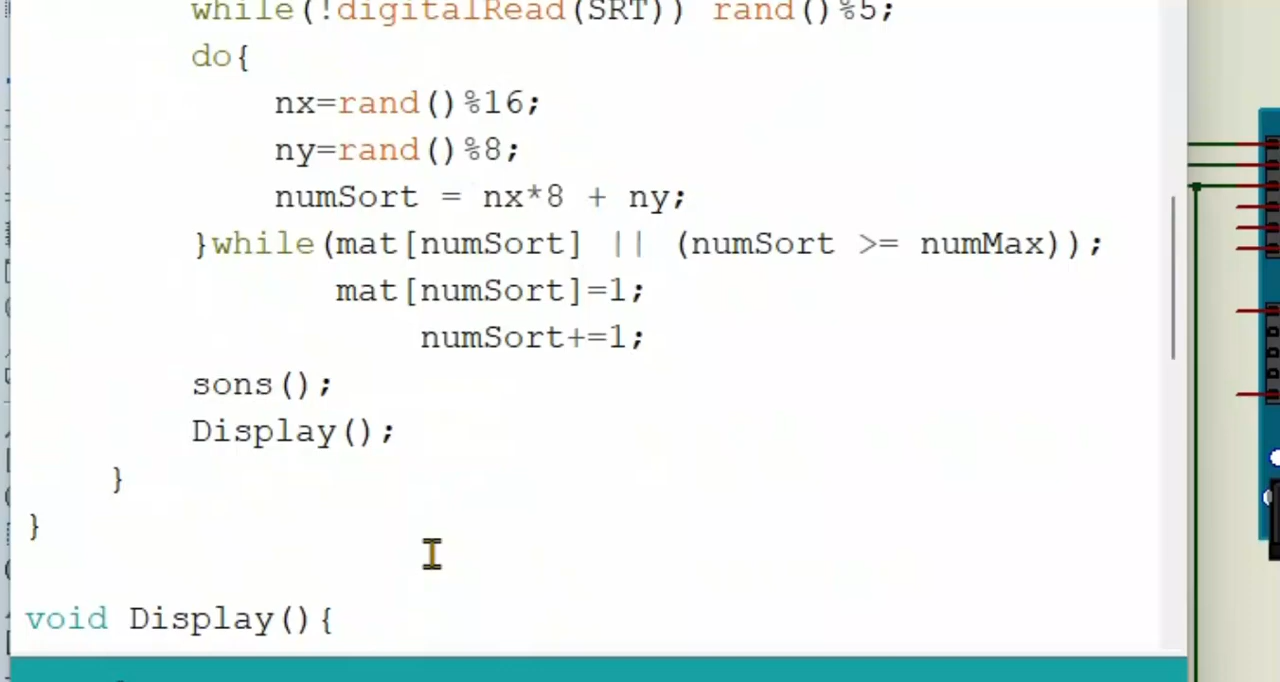 while(!digitalRead(SRT)) rand()%5;
do{
nx=rand()%16;
ny=rand()%8;
numSort = nx*8 + ny;
}while(mat[numSort] || (numSort >= numMax));
mat[numSort]=1;
numSort+=1;
sons();
Display();
}
}
void Display(){